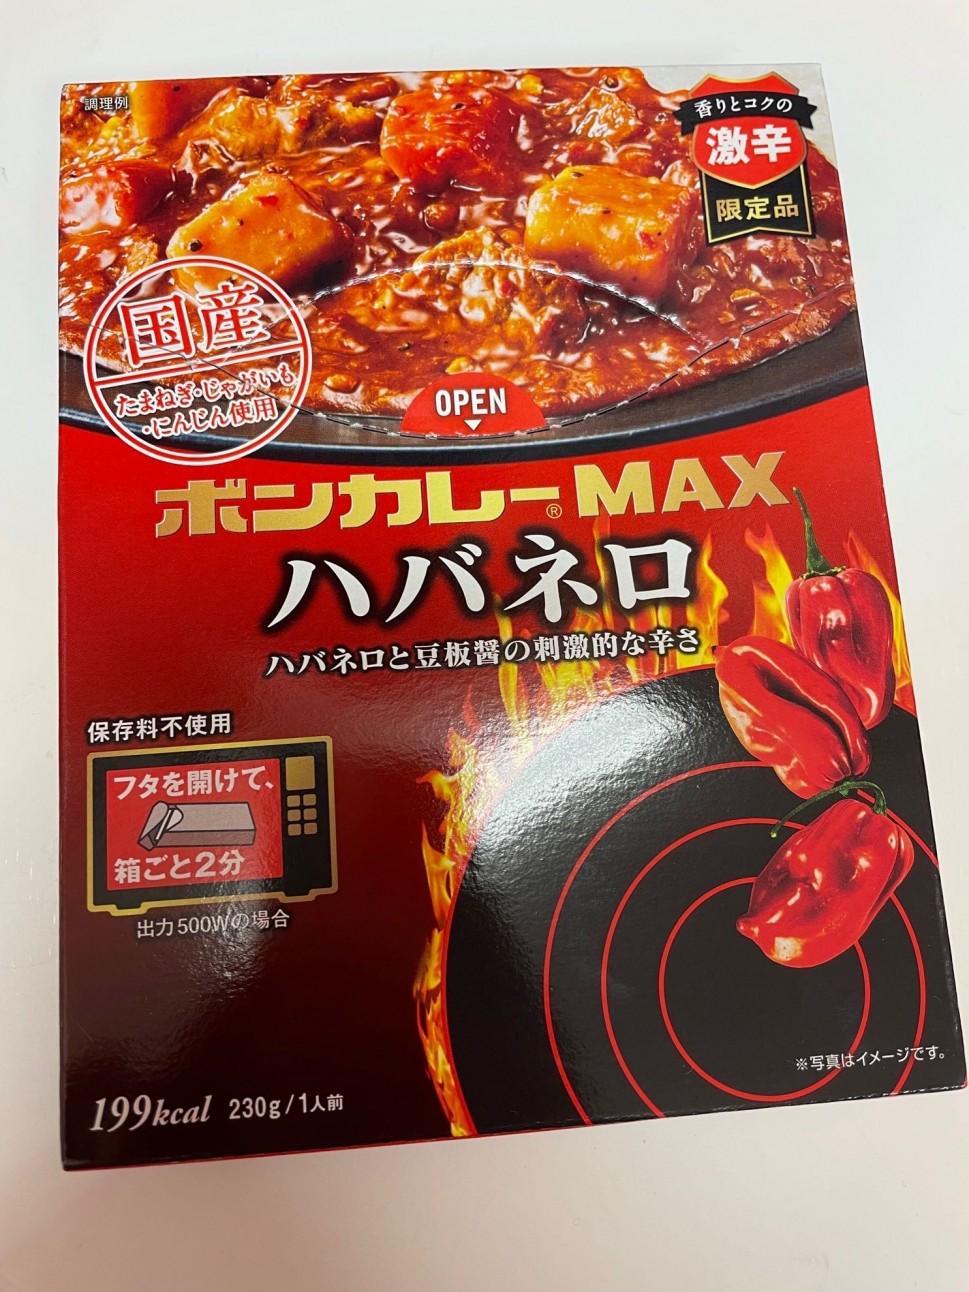 調理例
香りとコクの
激辛
限定品
国産
たまねぎ・じゃがいも
・にんじん使用
OPEN
ボンカレー®MAX
ハバネロ
ハバネロと豆板醤の刺激的な辛さ
保存料不使用
フタを開けて、
箱ごと2分
出力500Wの場合
※写真はイメージです。
199kcal 230g/1人前